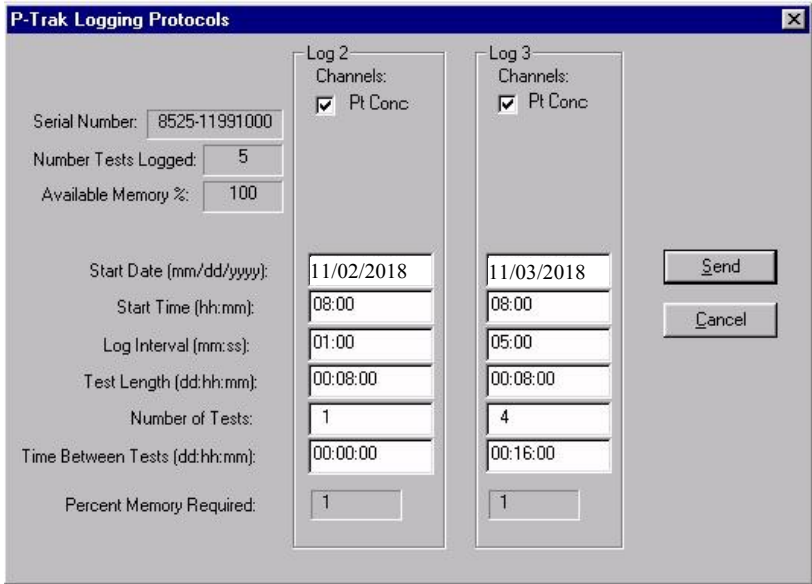 P-Trak Logging Protocols
Log 2 Log 3
Channels: Channels:
Pt Conc Pt Conc
Serial Number: 8525-11991000
Number Tests Logged: 5
Available Memory %: 100
Start Date (mm/dd/yyyy): 11/02/2018 11/03/2018 Send
Start Time (hh:mm): 08:00 08:00
Cancel
Log Interval (mm:ss): 01:00 05:00
Test Length (dd:hh:mm): 00:08:00 00:08:00
Number of Tests: 1 4
Time Between Tests (dd:hh:mm): 00:00:00 00:16:00
Percent Memory Required: 1 1